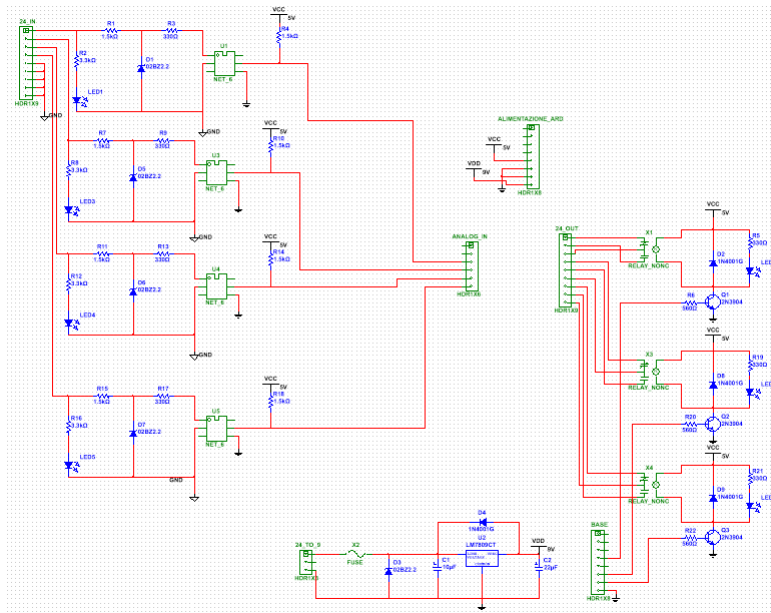 24_IN
HDR1X9
GND
R1
1.5kΩ
R3
330Ω
R2
3.3kΩ
LED1
D1
02BZ2.2
U1
NET_6
GND
VCC
5V
R4
1.5kΩ
R7
1.5kΩ
R9
330Ω
R8
3.3kΩ
LED3
D5
02BZ2.2
U3
NET_6
GND
VCC
5V
R10
1.5kΩ
R11
1.5kΩ
R13
330Ω
R12
3.3kΩ
LED4
D6
02BZ2.2
U4
NET_6
GND
VCC
5V
R14
1.5kΩ
R15
1.5kΩ
R17
330Ω
R16
3.3kΩ
LED5
D7
02BZ2.2
U5
NET_6
GND
VCC
5V
R18
1.5kΩ
ALIMENTAZIONE_ARD
VCC
5V
VDD
9V
HDR1X8
ANALOG_IN
HDR1X6
24_OUT
HDR1X9
X1
RELAY_NONC
VCC
5V
D2
1N4001G
R5
330Ω
LED
R6
560Ω
Q1
2N3904
X3
RELAY_NONC
VCC
5V
D8
1N4001G
R19
330Ω
LED
R20
560Ω
Q2
2N3904
X4
RELAY_NONC
VCC
5V
D9
1N4001G
R21
330Ω
LED
R22
560Ω
Q3
2N3904
BASE
HDR1X8
24_TO_9
HDR1X3
X2
FUSE
D3
02BZ2.2
C1
10µF
D4
1N4001G
U2
LM7809CT
VDD
9V
C2
22µF